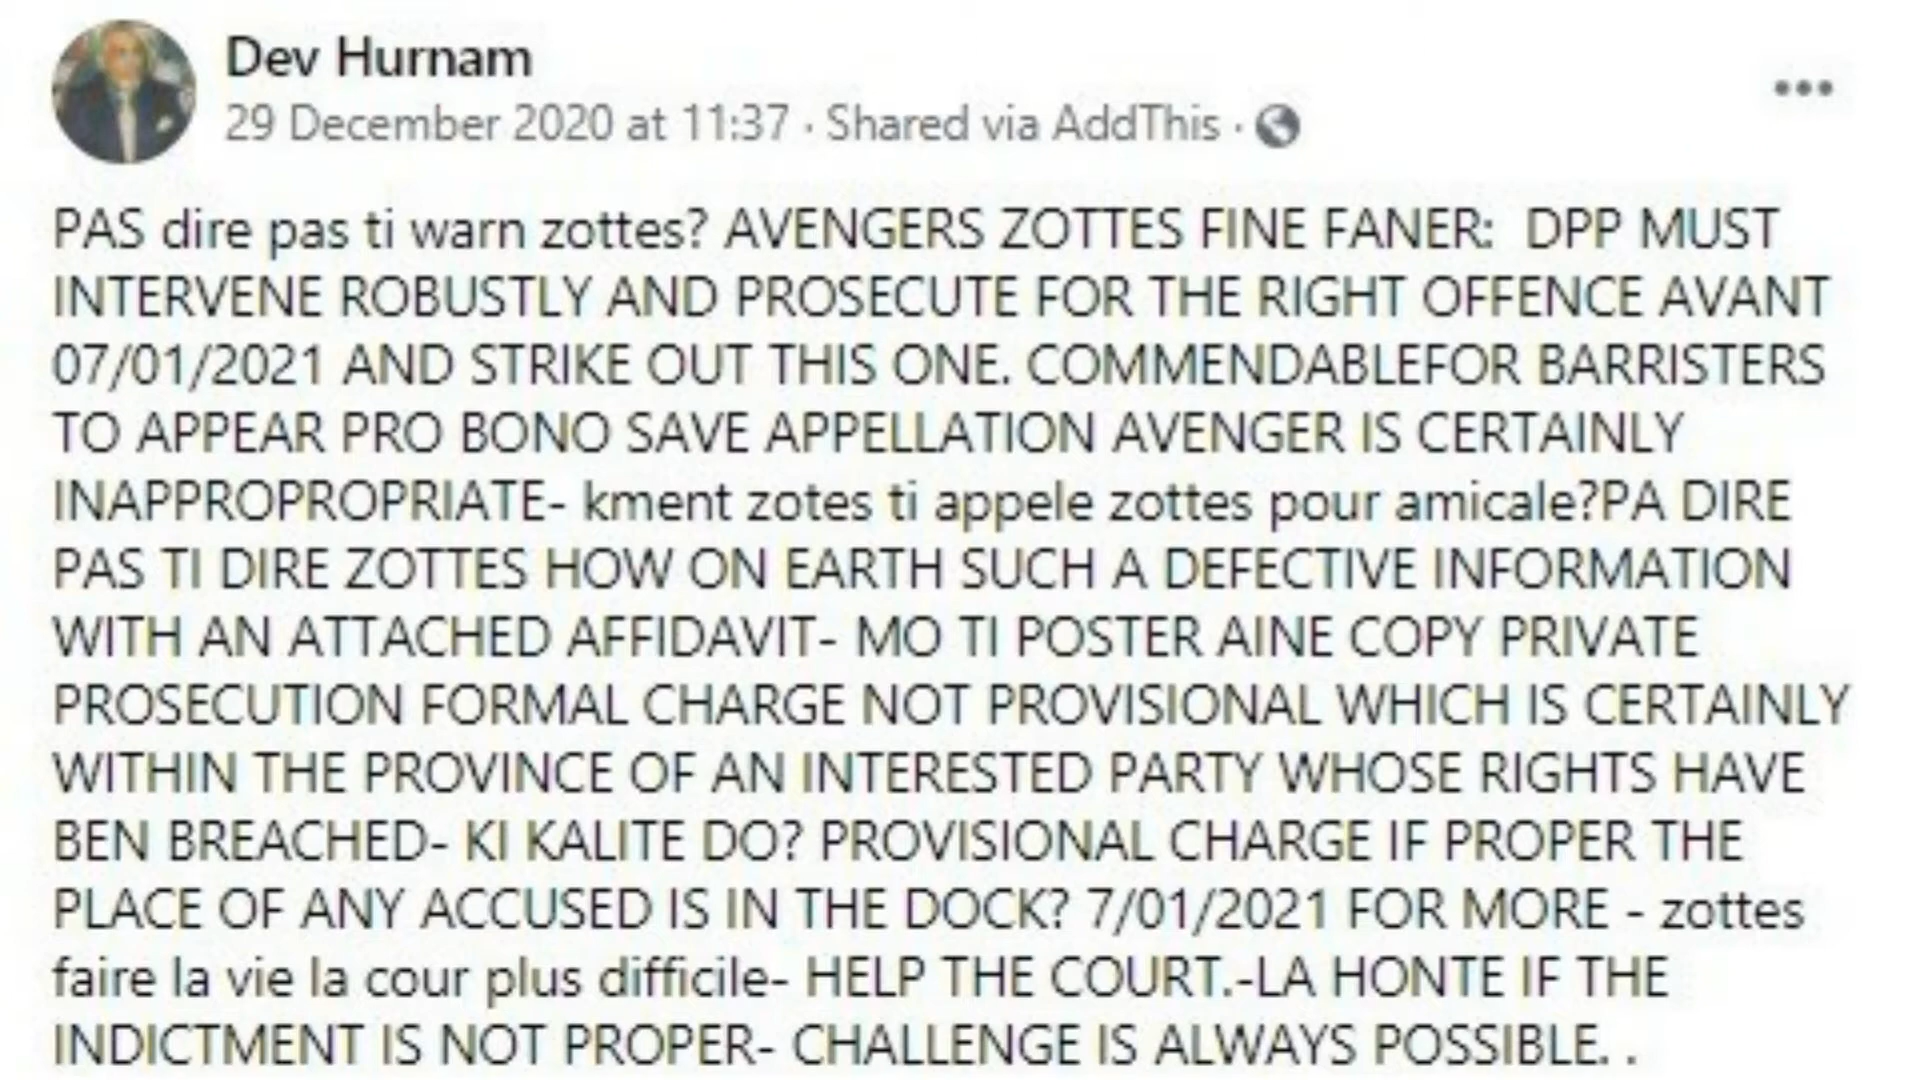 Dev Hurnam
29 December 2020 at 11:37 · Shared via AddThis ·
PAS dire pas ti warn zottes? AVENGERS ZOTTES FINE FANER: DPP MUST
INTERVENE ROBUSTLY AND PROSECUTE FOR THE RIGHT OFFENCE AVANT
07/01/2021 AND STRIKE OUT THIS ONE. COMMENDABLEFOR BARRISTERS
TO APPEAR PRO BONO SAVE APPELLATION AVENGER IS CERTAINLY
INAPPROPROPRIATE- kment zotes ti appele zottes pour amicale?PA DIRE
PAS TI DIRE ZOTTES HOW ON EARTH SUCH A DEFECTIVE INFORMATION
WITH AN ATTACHED AFFIDAVIT- MO TI POSTER AINE COPY PRIVATE
PROSECUTION FORMAL CHARGE NOT PROVISIONAL WHICH IS CERTAINLY
WITHIN THE PROVINCE OF AN INTERESTED PARTY WHOSE RIGHTS HAVE
BEN BREACHED- KI KALITE DO? PROVISIONAL CHARGE IF PROPER THE
PLACE OF ANY ACCUSED IS IN THE DOCK? 7/01/2021 FOR MORE - zottes
faire la vie la cour plus difficile- HELP THE COURT.-LA HONTE IF THE
INDICTMENT IS NOT PROPER- CHALLENGE IS ALWAYS POSSIBLE. .